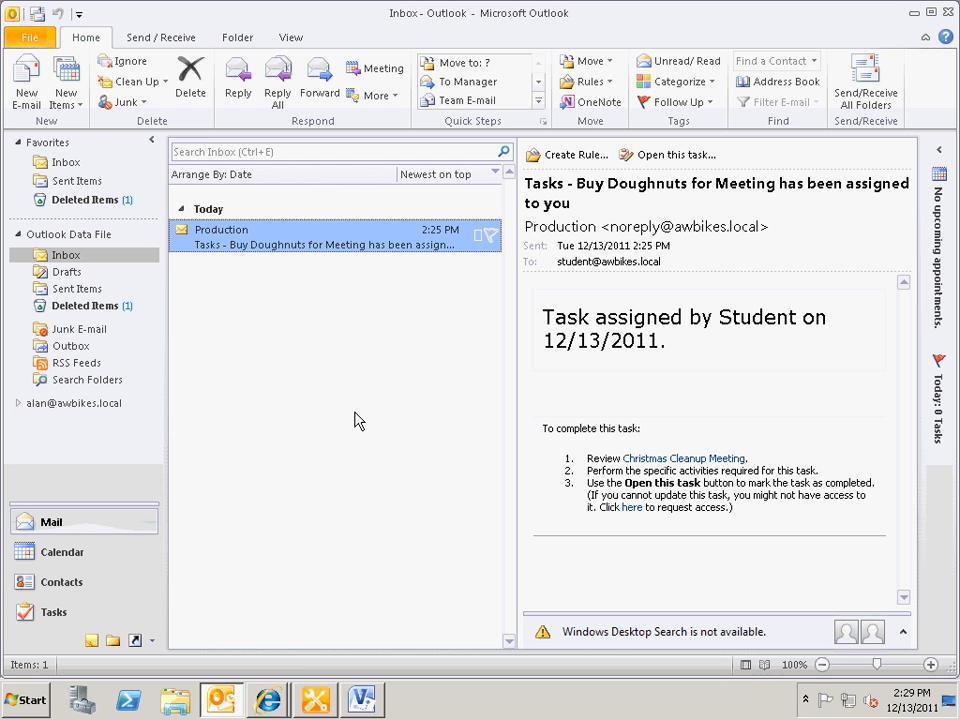 Inbox - Outlook - Microsoft Outlook
File Home Send / Receive Folder View
New E-mail
New Items
Ignore
Clean Up
Junk
Delete
Reply
Reply All
Forward
Meeting
More
Move to: ?
To Manager
Team E-mail
Move
Rules
OneNote
Unread/ Read
Categorize
Follow Up
Find a Contact
Address Book
Filter E-mail
Send/Receive All Folders
New Delete Respond Quick Steps Move Tags Find Send/Receive
Favorites
Inbox
Sent Items
Deleted Items (1)
Outlook Data File
Inbox
Drafts
Sent Items
Deleted Items (1)
Junk E-mail
Outbox
RSS Feeds
Search Folders
alan@awbikes.local
Mail
Calendar
Contacts
Tasks
Search Inbox (Ctrl+E)
Arrange By: Date Newest on top
Today
Production 2:25 PM
Tasks - Buy Doughnuts for Meeting has been assign...
Create Rule... Open this task...
Tasks - Buy Doughnuts for Meeting has been assigned
to you
Production <noreply@awbikes.local>
Sent: Tue 12/13/2011 2:25 PM
To: student@awbikes.local
Task assigned by Student on
12/13/2011.
To complete this task:
1. Review Christmas Cleanup Meeting.
2. Perform the specific activities required for this task.
3. Use the Open this task button to mark the task as completed.
(If you cannot update this task, you might not have access to
it. Click here to request access.)
Windows Desktop Search is not available.
No upcoming appointments.
Today: 0 Tasks
Items: 1 100%
Start
2:29 PM
12/13/2011